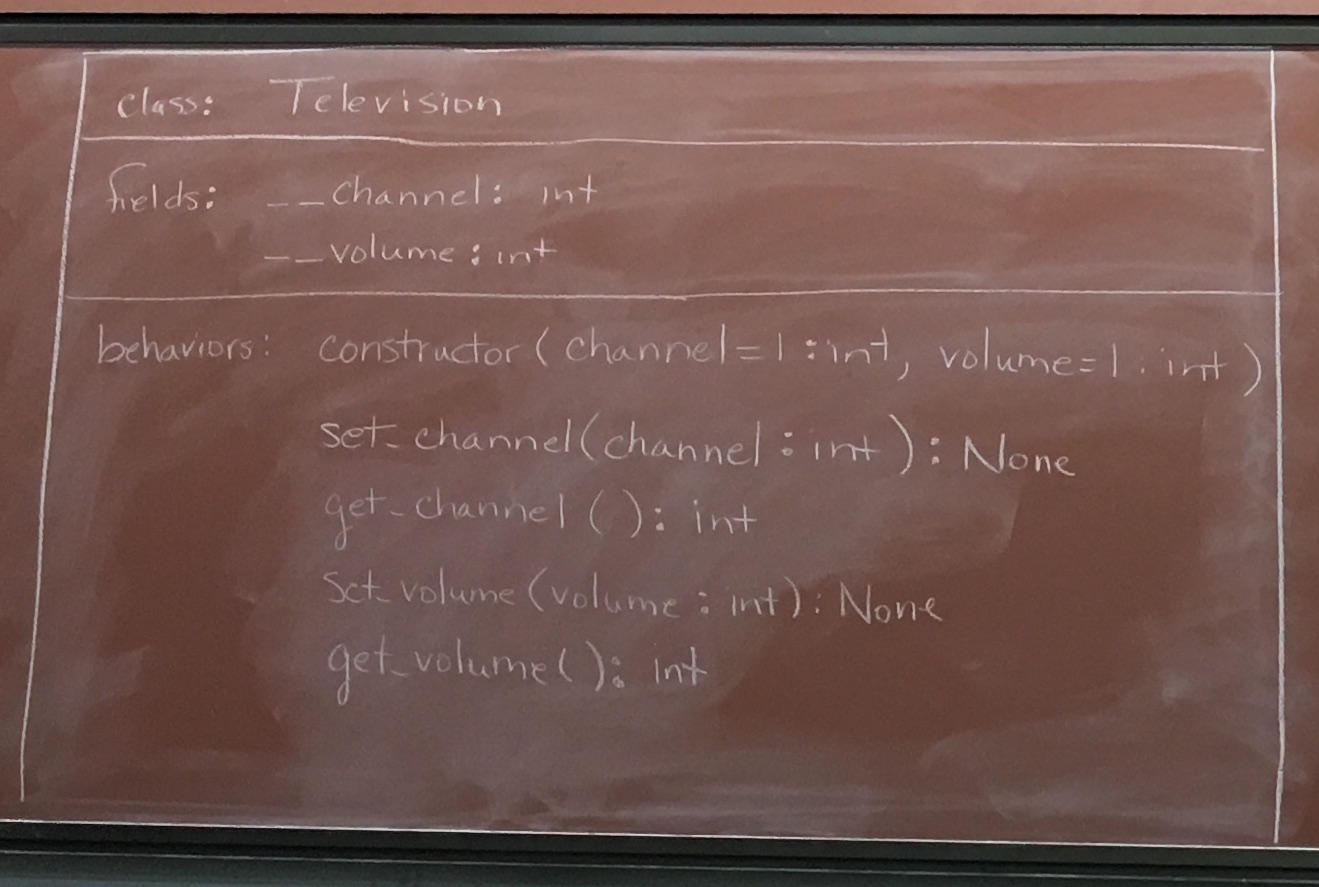 class: Television
fields: __channel: int
__volume: int
behaviors: constructor(channel=1:int, volume=1:int)
set_channel(channel:int): None
get_channel(): int
set_volume(volume:int): None
get_volume(): int